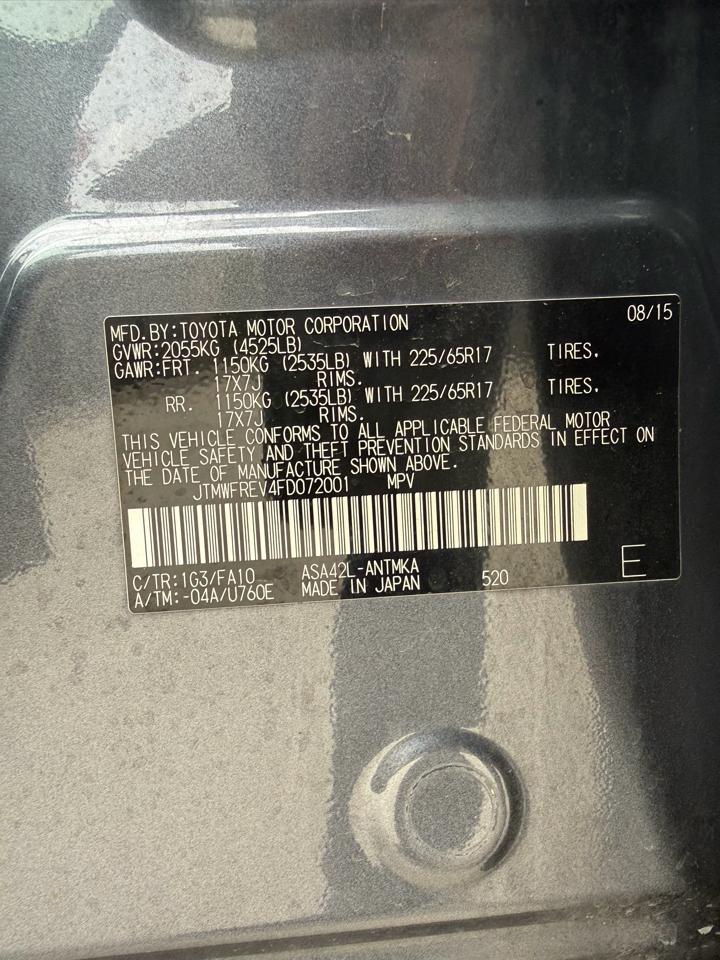 MFD.BY:TOYOTA MOTOR CORPORATION 08/15
GVWR:2055KG (4525LB)
GAWR:FRT. 1150KG (2535LB) WITH 225/65R17 TIRES.
17X7J RIMS.
RR. 1150KG (2535LB) WITH 225/65R17 TIRES.
17X7J RIMS.
THIS VEHICLE CONFORMS TO ALL APPLICABLE FEDERAL MOTOR
VEHICLE SAFETY AND THEFT PREVENTION STANDARDS IN EFFECT ON
THE DATE OF MANUFACTURE SHOWN ABOVE.
JTMWFREV4FD072001 MPV
C/TR:1G3/FA10 ASA42L-ANTMKA
A/TM:-04A/U760E MADE IN JAPAN 520 E